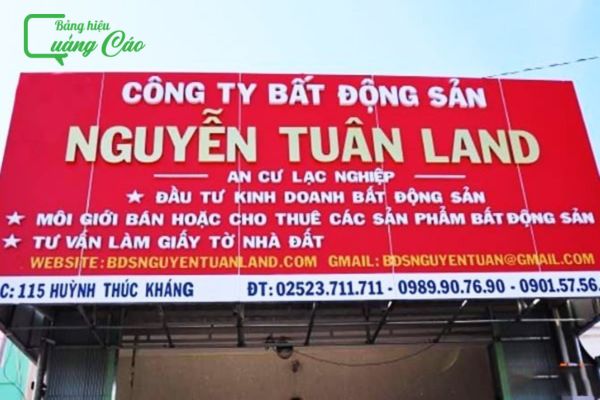 Bảng hiệu
Quảng Cáo
CÔNG TY BẤT ĐỘNG SẢN
NGUYỄN TUÂN LAND
AN CƯ LẠC NGHIỆP
★ ĐẦU TƯ KINH DOANH BẤT ĐỘNG SẢN
★ MÔI GIỚI BÁN HOẶC CHO THUÊ CÁC SẢN PHẨM BẤT ĐỘNG SẢN
★ TƯ VẤN LÀM GIẤY TỜ NHÀ ĐẤT
WEBSITE:BDSNGUYENTUANLAND.COM GMAIL:BDSNGUYENTUAN@GMAIL.COM
C: 115 HUỲNH THÚC KHÁNG ĐT: 02523.711.711 - 0989.90.76.90 - 0901.57.56.